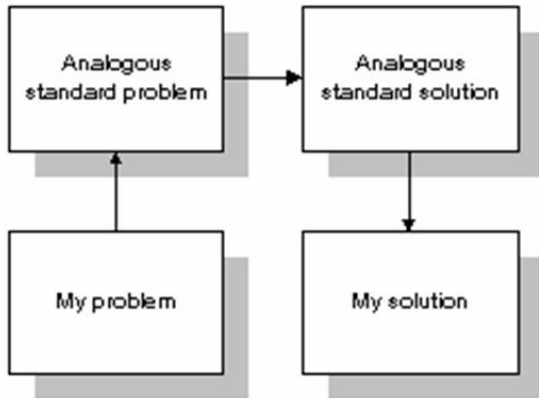 Analogous
standard problem
Analogous
standard solution
My problem
My solution